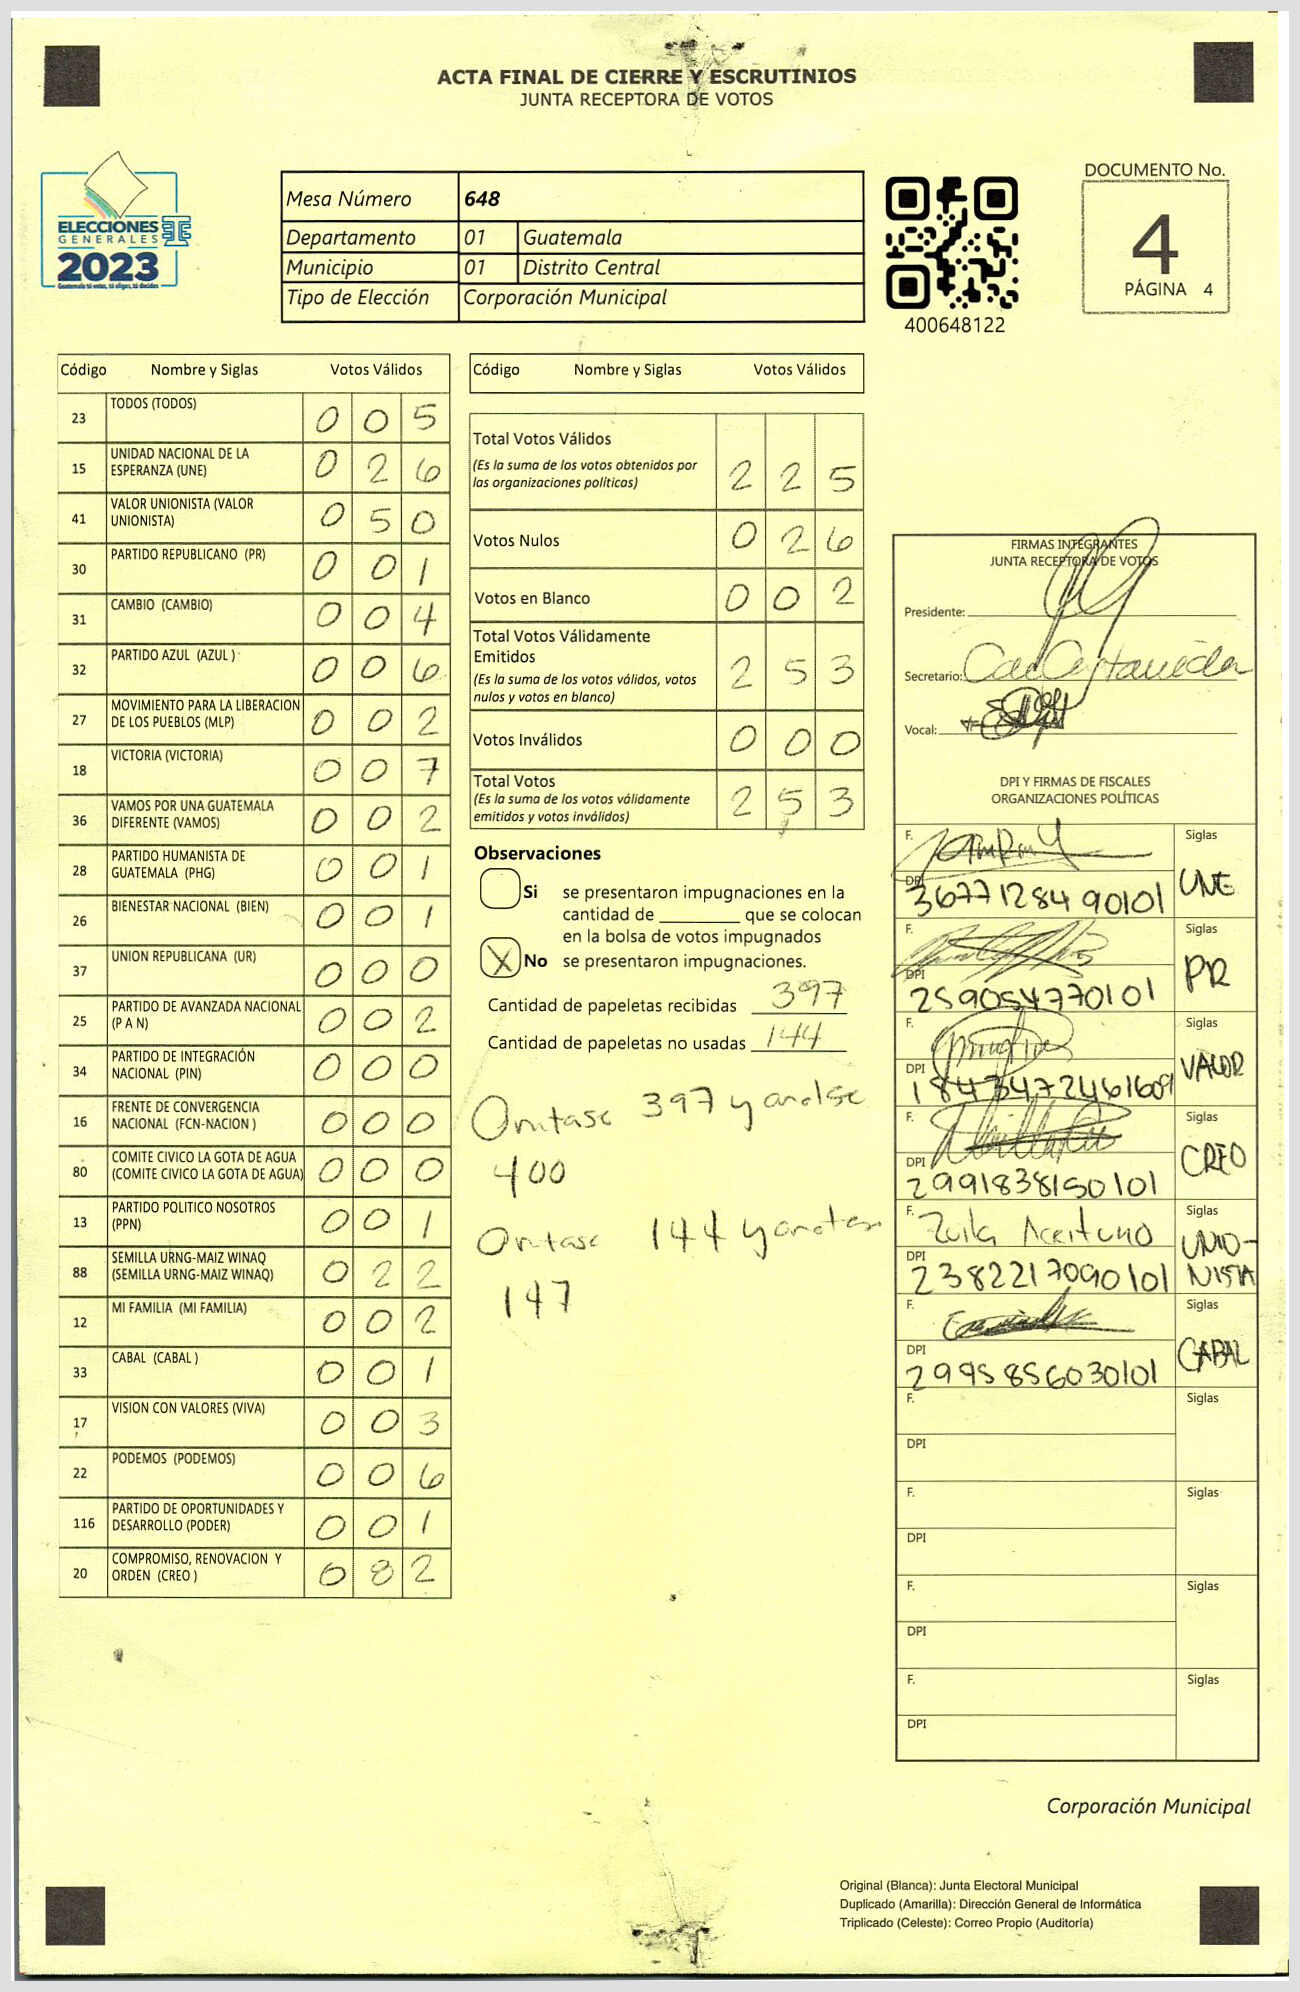 ACTA FINAL DE CIERRE Y ESCRUTINIOS
JUNTA RECEPTORA DE VOTOS
ELECCIONES
GENERALES
2023
Guatemala tú votas, tú eliges, tú decides
Mesa Número 648
Departamento 01 Guatemala
Municipio 01 Distrito Central
Tipo de Elección Corporación Municipal
400648122
DOCUMENTO No.
4
PÁGINA 4
Código Nombre y Siglas Votos Válidos
23 TODOS (TODOS) 0 0 5
15 UNIDAD NACIONAL DE LA ESPERANZA (UNE) 0 2 6
41 VALOR UNIONISTA (VALOR UNIONISTA) 0 5 0
30 PARTIDO REPUBLICANO (PR) 0 0 1
31 CAMBIO (CAMBIO) 0 0 4
32 PARTIDO AZUL (AZUL ) 0 0 6
27 MOVIMIENTO PARA LA LIBERACION DE LOS PUEBLOS (MLP) 0 0 2
18 VICTORIA (VICTORIA) 0 0 7
36 VAMOS POR UNA GUATEMALA DIFERENTE (VAMOS) 0 0 2
28 PARTIDO HUMANISTA DE GUATEMALA (PHG) 0 0 1
26 BIENESTAR NACIONAL (BIEN) 0 0 1
37 UNION REPUBLICANA (UR) 0 0 0
25 PARTIDO DE AVANZADA NACIONAL (P A N) 0 0 2
34 PARTIDO DE INTEGRACIÓN NACIONAL (PIN) 0 0 0
16 FRENTE DE CONVERGENCIA NACIONAL (FCN-NACION ) 0 0 0
80 COMITE CIVICO LA GOTA DE AGUA (COMITE CIVICO LA GOTA DE AGUA) 0 0 0
13 PARTIDO POLITICO NOSOTROS (PPN) 0 0 1
88 SEMILLA URNG-MAIZ WINAQ (SEMILLA URNG-MAIZ WINAQ) 0 2 2
12 MI FAMILIA (MI FAMILIA) 0 0 2
33 CABAL (CABAL ) 0 0 1
17 VISION CON VALORES (VIVA) 0 0 3
22 PODEMOS (PODEMOS) 0 0 6
116 PARTIDO DE OPORTUNIDADES Y DESARROLLO (PODER) 0 0 1
20 COMPROMISO, RENOVACION Y ORDEN (CREO ) 0 8 2
Código Nombre y Siglas Votos Válidos
Total Votos Válidos
(Es la suma de los votos obtenidos por
las organizaciones políticas) 2 2 5
Votos Nulos 0 2 6
Votos en Blanco 0 0 2
Total Votos Válidamente
Emitidos
(Es la suma de los votos válidos, votos
nulos y votos en blanco) 2 5 3
Votos Inválidos 0 0 0
Total Votos
(Es la suma de los votos válidamente
emitidos y votos inválidos) 2 5 3
Observaciones
Si se presentaron impugnaciones en la
cantidad de ________ que se colocan
en la bolsa de votos impugnados
X No se presentaron impugnaciones.
Cantidad de papeletas recibidas 397
Cantidad de papeletas no usadas 144
Omitase 397 y anotese
400
Omitase 144 y anotese
147
FIRMAS INTEGRANTES
JUNTA RECEPTORA DE VOTOS
Presidente:
Secretario:
Vocal:
DPI Y FIRMAS DE FISCALES
ORGANIZACIONES POLÍTICAS
F. Siglas
DPI 3677128490101 UNE
F. Siglas
DPI 2590554770101 PR
F. Siglas
DPI VALOR
F. Siglas
DPI 2991838150101 CREO
F. Zoila Aceituno Siglas
DPI 2382217090101 UNIO-
NISTA
F. Siglas
DPI 2995856030101 CABAL
F. Siglas
DPI
F. Siglas
DPI
F. Siglas
DPI
F. Siglas
DPI
Corporación Municipal
Original (Blanca): Junta Electoral Municipal
Duplicado (Amarilla): Dirección General de Informática
Triplicado (Celeste): Correo Propio (Auditoría)